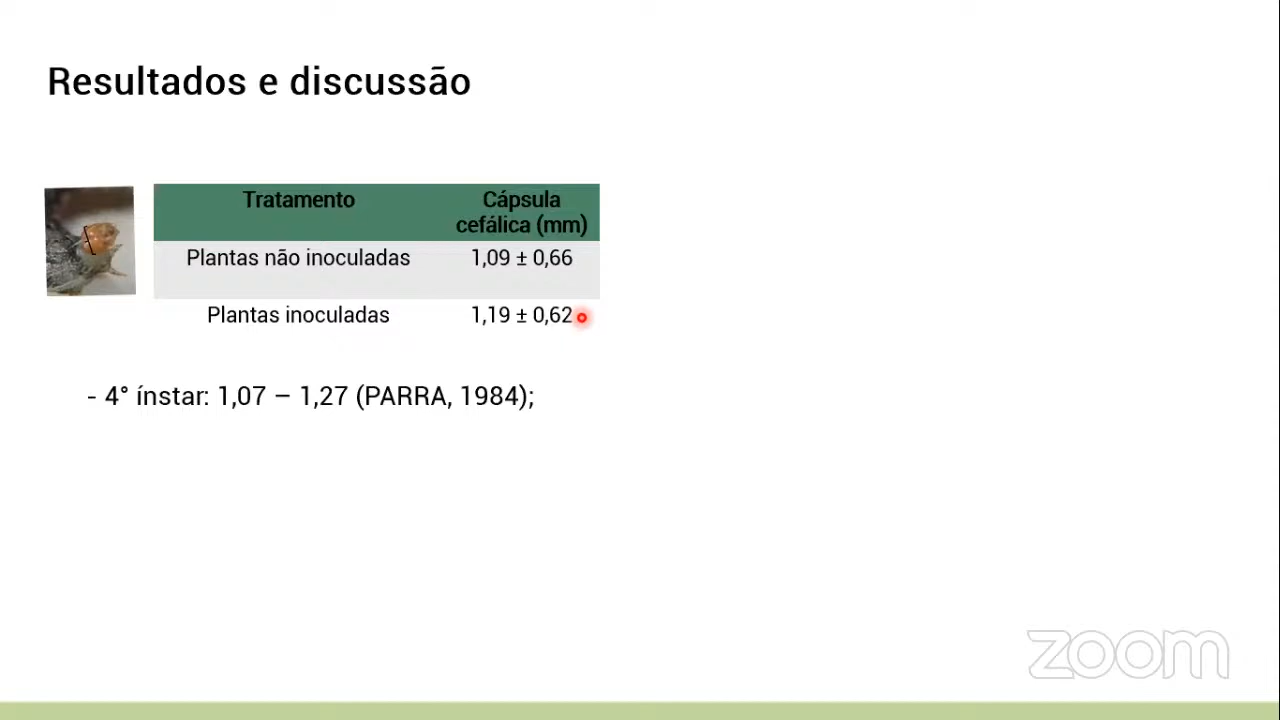 Resultados e discussão
Tratamento
Cápsula
cefálica (mm)
Plantas não inoculadas
1,09 ± 0,66
Plantas inoculadas
1,19 ± 0,62
- 4° ínstar: 1,07 – 1,27 (PARRA, 1984);
zoom